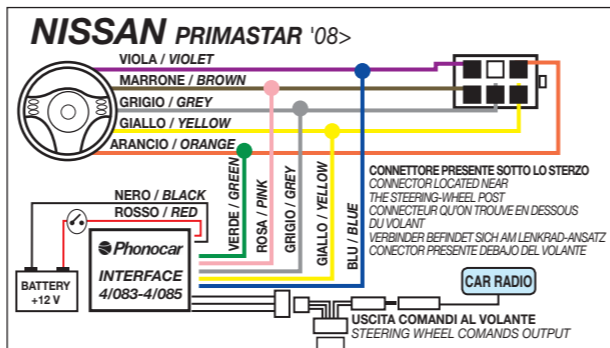 NISSAN PRIMASTAR '08>
VIOLA / VIOLET
MARRONE / BROWN
GRIGIO / GREY
GIALLO / YELLOW
ARANCIO / ORANGE
NERO / BLACK
ROSSO / RED
VERDE / GREEN
ROSA / PINK
GRIGIO / GREY
GIALLO / YELLOW
BLU / BLUE
CONNETTORE PRESENTE SOTTO LO STERZO
CONNECTOR LOCATED NEAR
THE STEERING-WHEEL POST
CONNECTEUR QU'ON TROUVE EN DESSOUS
DU VOLANT
VERBINDER BEFINDET SICH AM LENKRAD-ANSATZ
CONECTOR PRESENTE DEBAJO DEL VOLANTE
Phonocar
INTERFACE
4/083-4/085
BATTERY
+12 V
CAR RADIO
USCITA COMANDI AL VOLANTE
STEERING WHEEL COMANDS OUTPUT